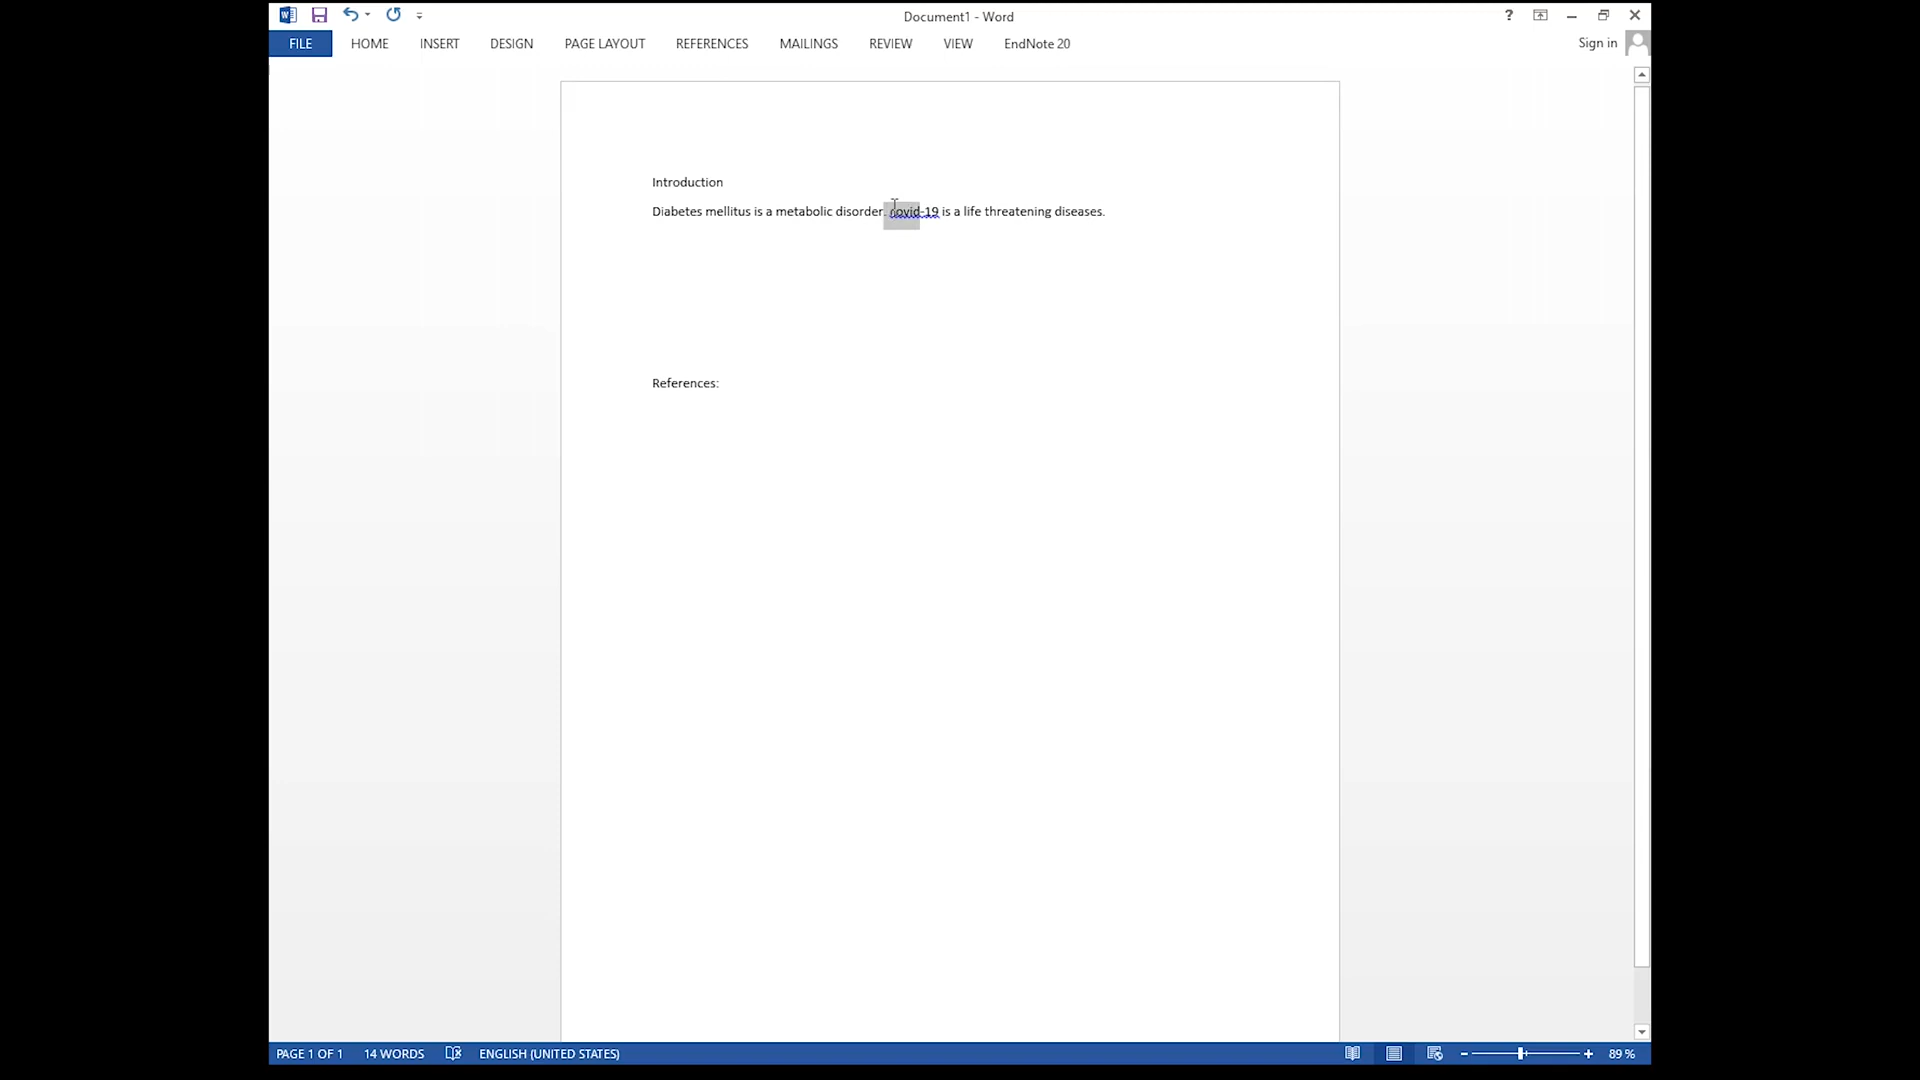 Document1 - Word
?
FILE HOME INSERT DESIGN PAGE LAYOUT REFERENCES MAILINGS REVIEW VIEW EndNote 20 Sign in
Introduction
Diabetes mellitus is a metabolic disorder. covid-19 is a life threatening diseases.
References:
PAGE 1 OF 1 14 WORDS ENGLISH (UNITED STATES) 89 %